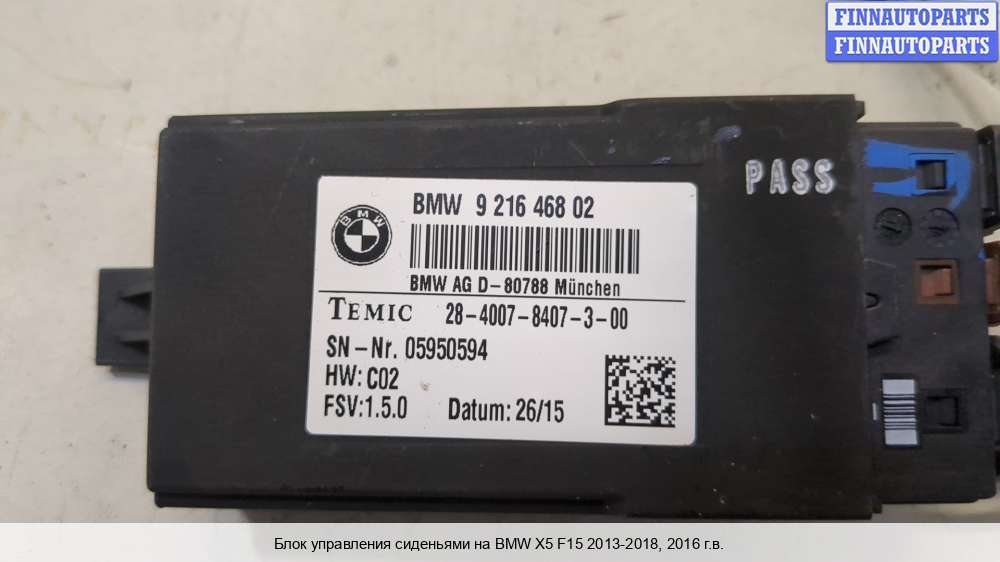 FINNAUTOPARTS
FINNAUTOPARTS
PASS
BMW 9 216 468 02
BMW
BMW AG D-80788 München
TEMIC 28-4007-8407-3-00
SN-Nr. 05950594
HW: C02
FSV:1.5.0 Datum: 26/15
Блок управления сиденьями на BMW X5 F15 2013-2018, 2016 г.в.